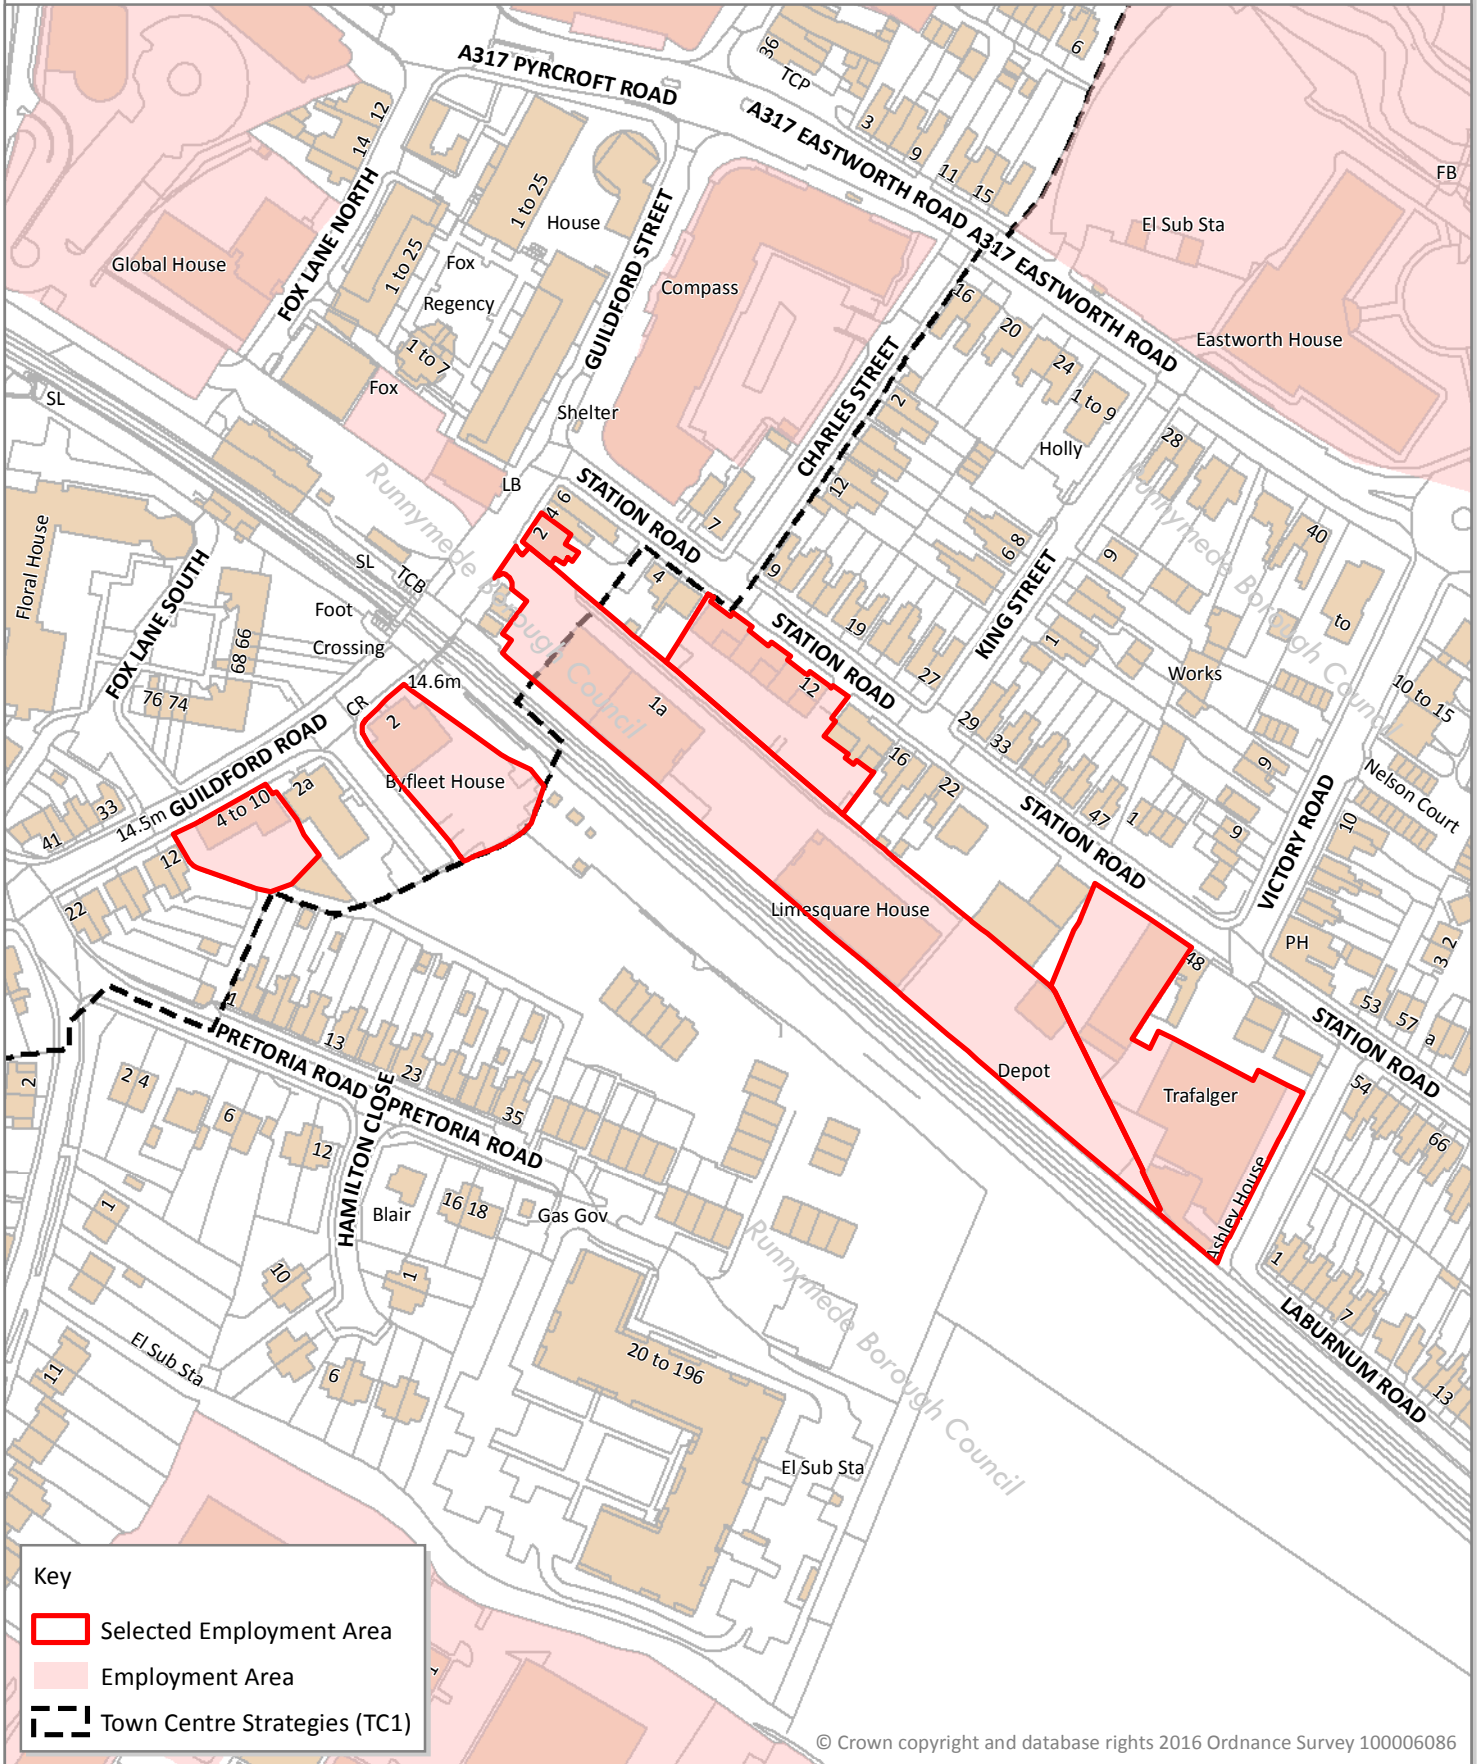 A317 PYRCROFT ROAD
36
TCP
6
A317 EASTWORTH ROAD
3
9
11
15
12
14
1 to 25
House
FB
El Sub Sta
Global House
FOX LANE NORTH
1 to 25
Fox
Regency
GUILDFORD STREET
Compass
A317 EASTWORTH ROAD
Eastworth House
16
20
24
1 to 9
1 to 7
Fox
SL
Shelter
CHARLES STREET
2
Holly
28
12
LB
STATION ROAD
7
6
4
2
40
Runnymede Borough Council
Runnymede Borough Council
Floral House
SL
TCB
Foot
Crossing
FOX LANE SOUTH
68 66
76 74
4
9
6 8
9
KING STREET
1
to
19
STATION ROAD
27
Works
12
10 to 15
14.6m
CR
2
1a
29
33
16
22
9
Nelson Court
GUILDFORD ROAD
Byfleet House
2a
4 to 10
14.5m
33
41
12
22
47
1
9
10
STATION ROAD
VICTORY ROAD
Limesquare House
PH
48
3 2
53
57
a
STATION ROAD
1
PRETORIA ROAD
13
23
35
PRETORIA ROAD
HAMILTON CLOSE
2
2 4
6
12
Depot
Trafalger
54
66
Ashley House
1
Blair
16 18
Gas Gov
10
1
1
7
13
LABURNUM ROAD
Runnymede Borough Council
El Sub Sta
11
6
20 to 196
El Sub Sta
1
Key
Selected Employment Area
Employment Area
Town Centre Strategies (TC1)
© Crown copyright and database rights 2016 Ordnance Survey 100006086